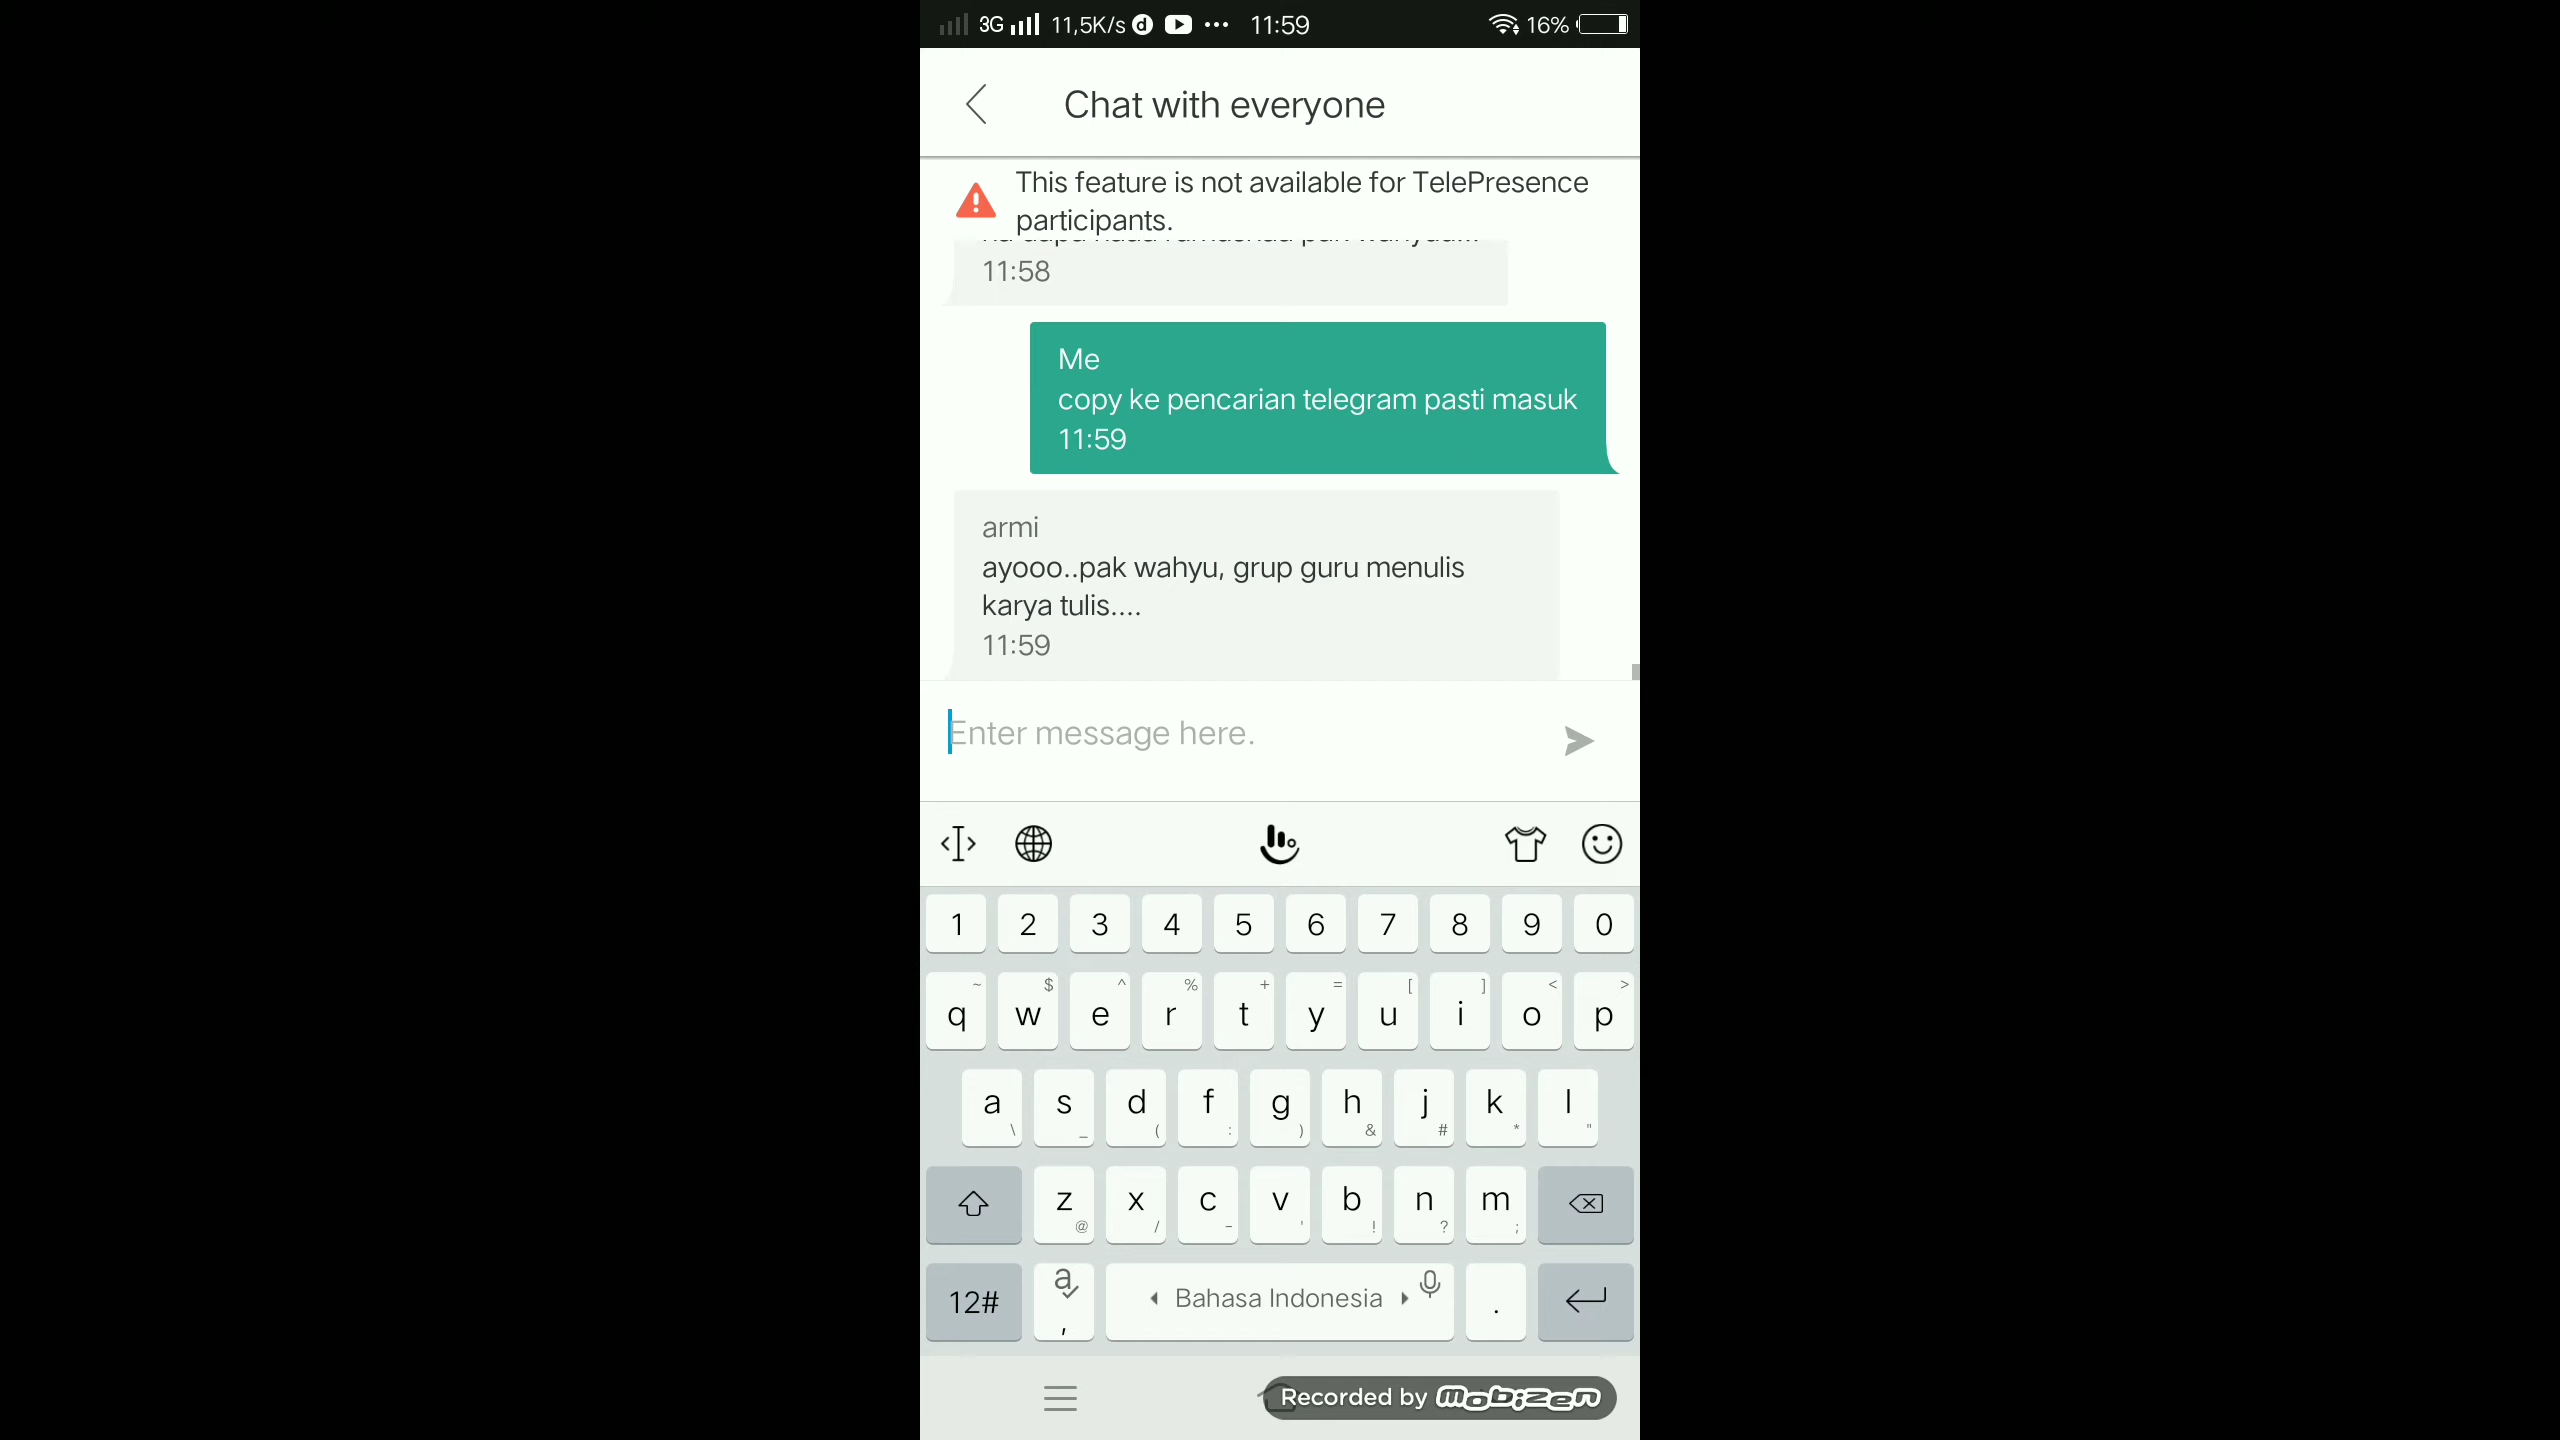 3G 11,5K/s d 11:59 16%
Chat with everyone
This feature is not available for TelePresence
participants.
11:58
Me
copy ke pencarian telegram pasti masuk
11:59
armi
ayooo..pak wahyu, grup guru menulis
karya tulis....
11:59
Enter message here.
1 2 3 4 5 6 7 8 9 0
~ $ ^ % + = [ ] < >
q w e r t y u i o p
a s d f g h j k l
\ _ ( : ) & # * "
z x c v b n m
@ / - ' ! ? ;
12# a , Bahasa Indonesia .
Recorded by mobizen